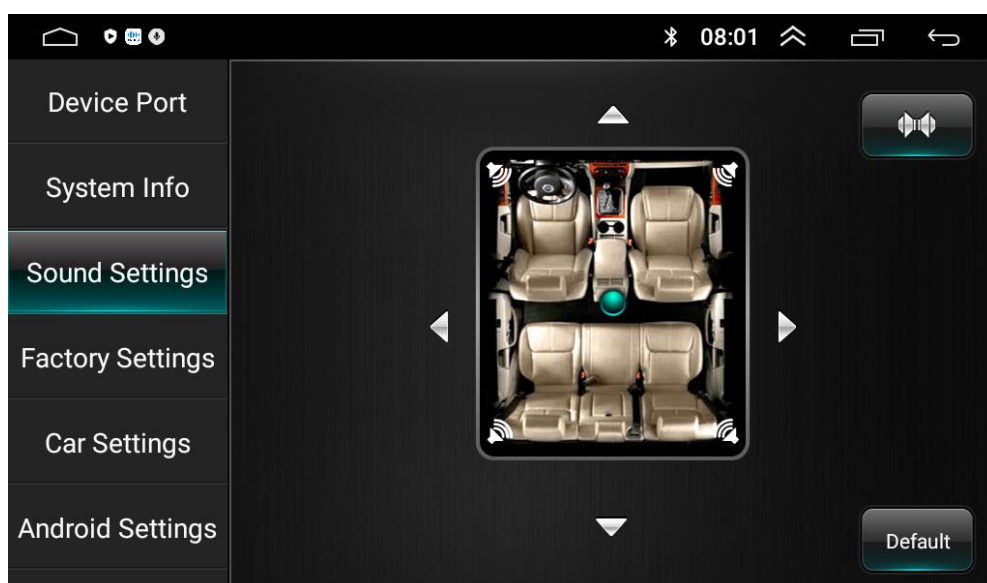 08:01
Device Port
System Info
Sound Settings
Factory Settings
Car Settings
Android Settings
Default